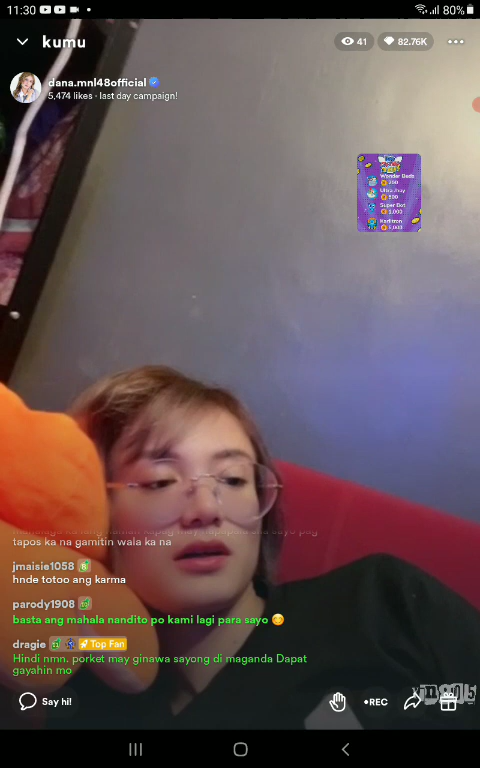 11:30
80%
kumu
41
82.76K
dana.mnl48official
5,474 likes · last day campaign!
Wonder Buds
Super Bot
tapos ka na gamitin wala ka na
jmaisie1058
hnde totoo ang karma
parody1908
basta ang mahala nandito po kami lagi para sayo 😊
dragie Top Fan
Hindi nmn. porket may ginawa sayong di maganda Dapat
gayahin mo
Say hi!
•REC